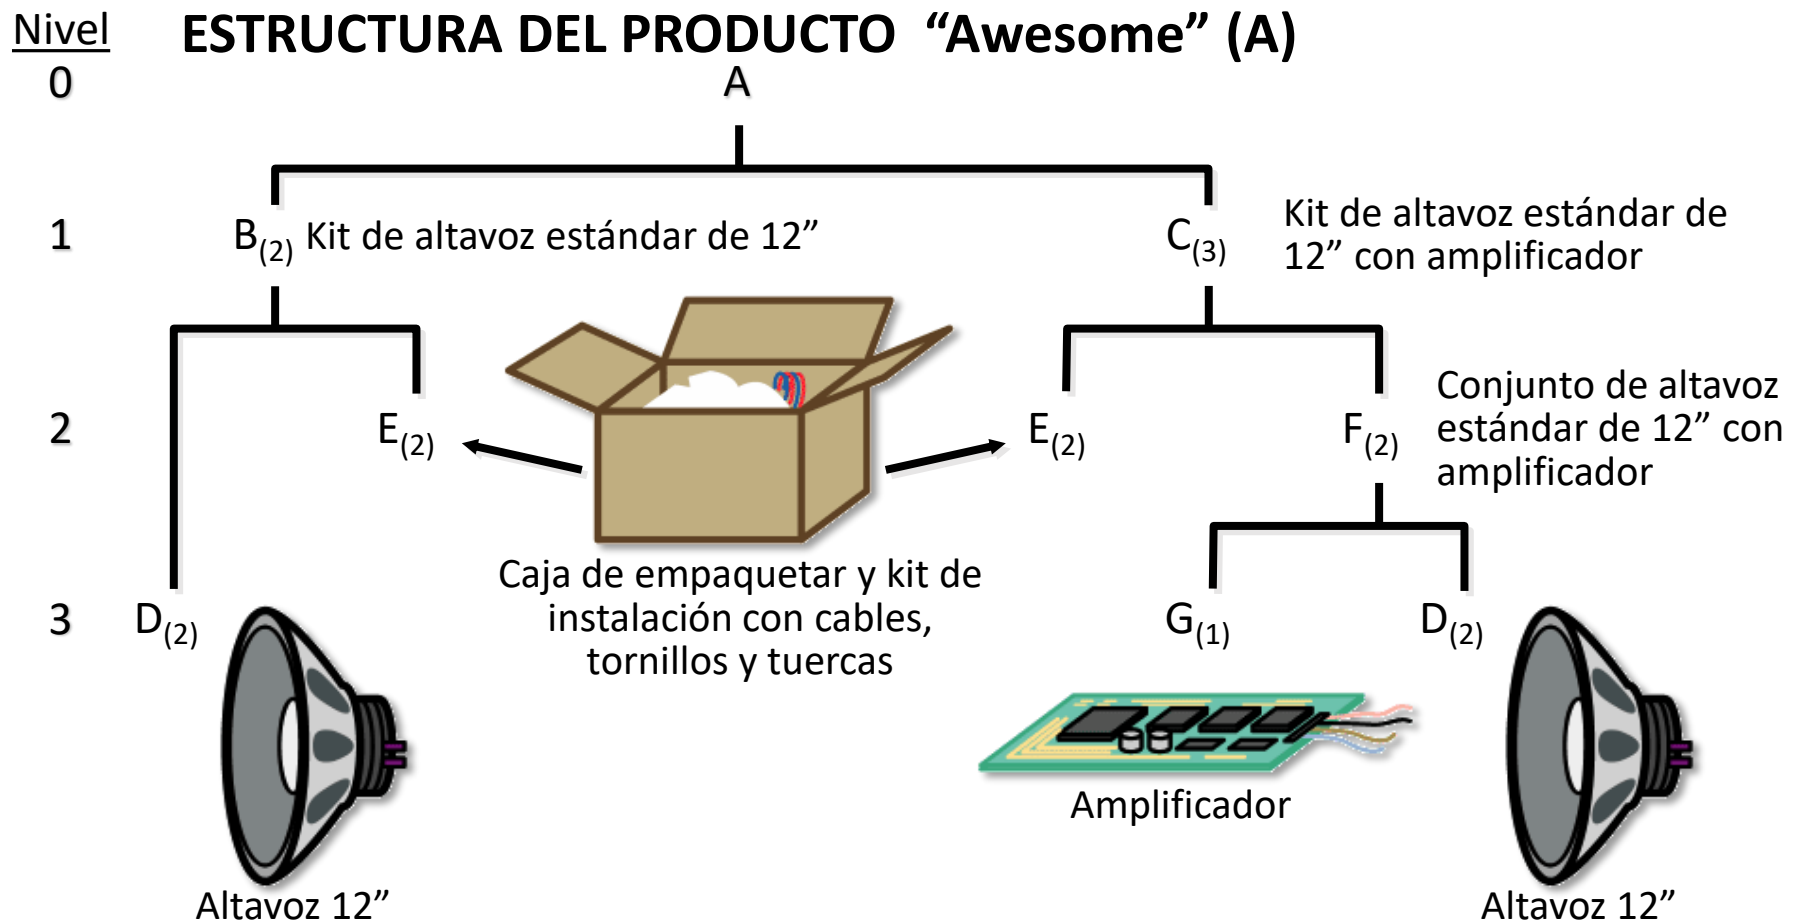 Nivel
ESTRUCTURA DEL PRODUCTO “Awesome” (A)
0
A
1
B(2)
Kit de altavoz estándar de 12”
C(3)
Kit de altavoz estándar de
12” con amplificador
2
E(2)
E(2)
F(2)
Conjunto de altavoz
estándar de 12” con
amplificador
Caja de empaquetar y kit de
instalación con cables,
tornillos y tuercas
3
D(2)
G(1)
D(2)
Amplificador
Altavoz 12”
Altavoz 12”